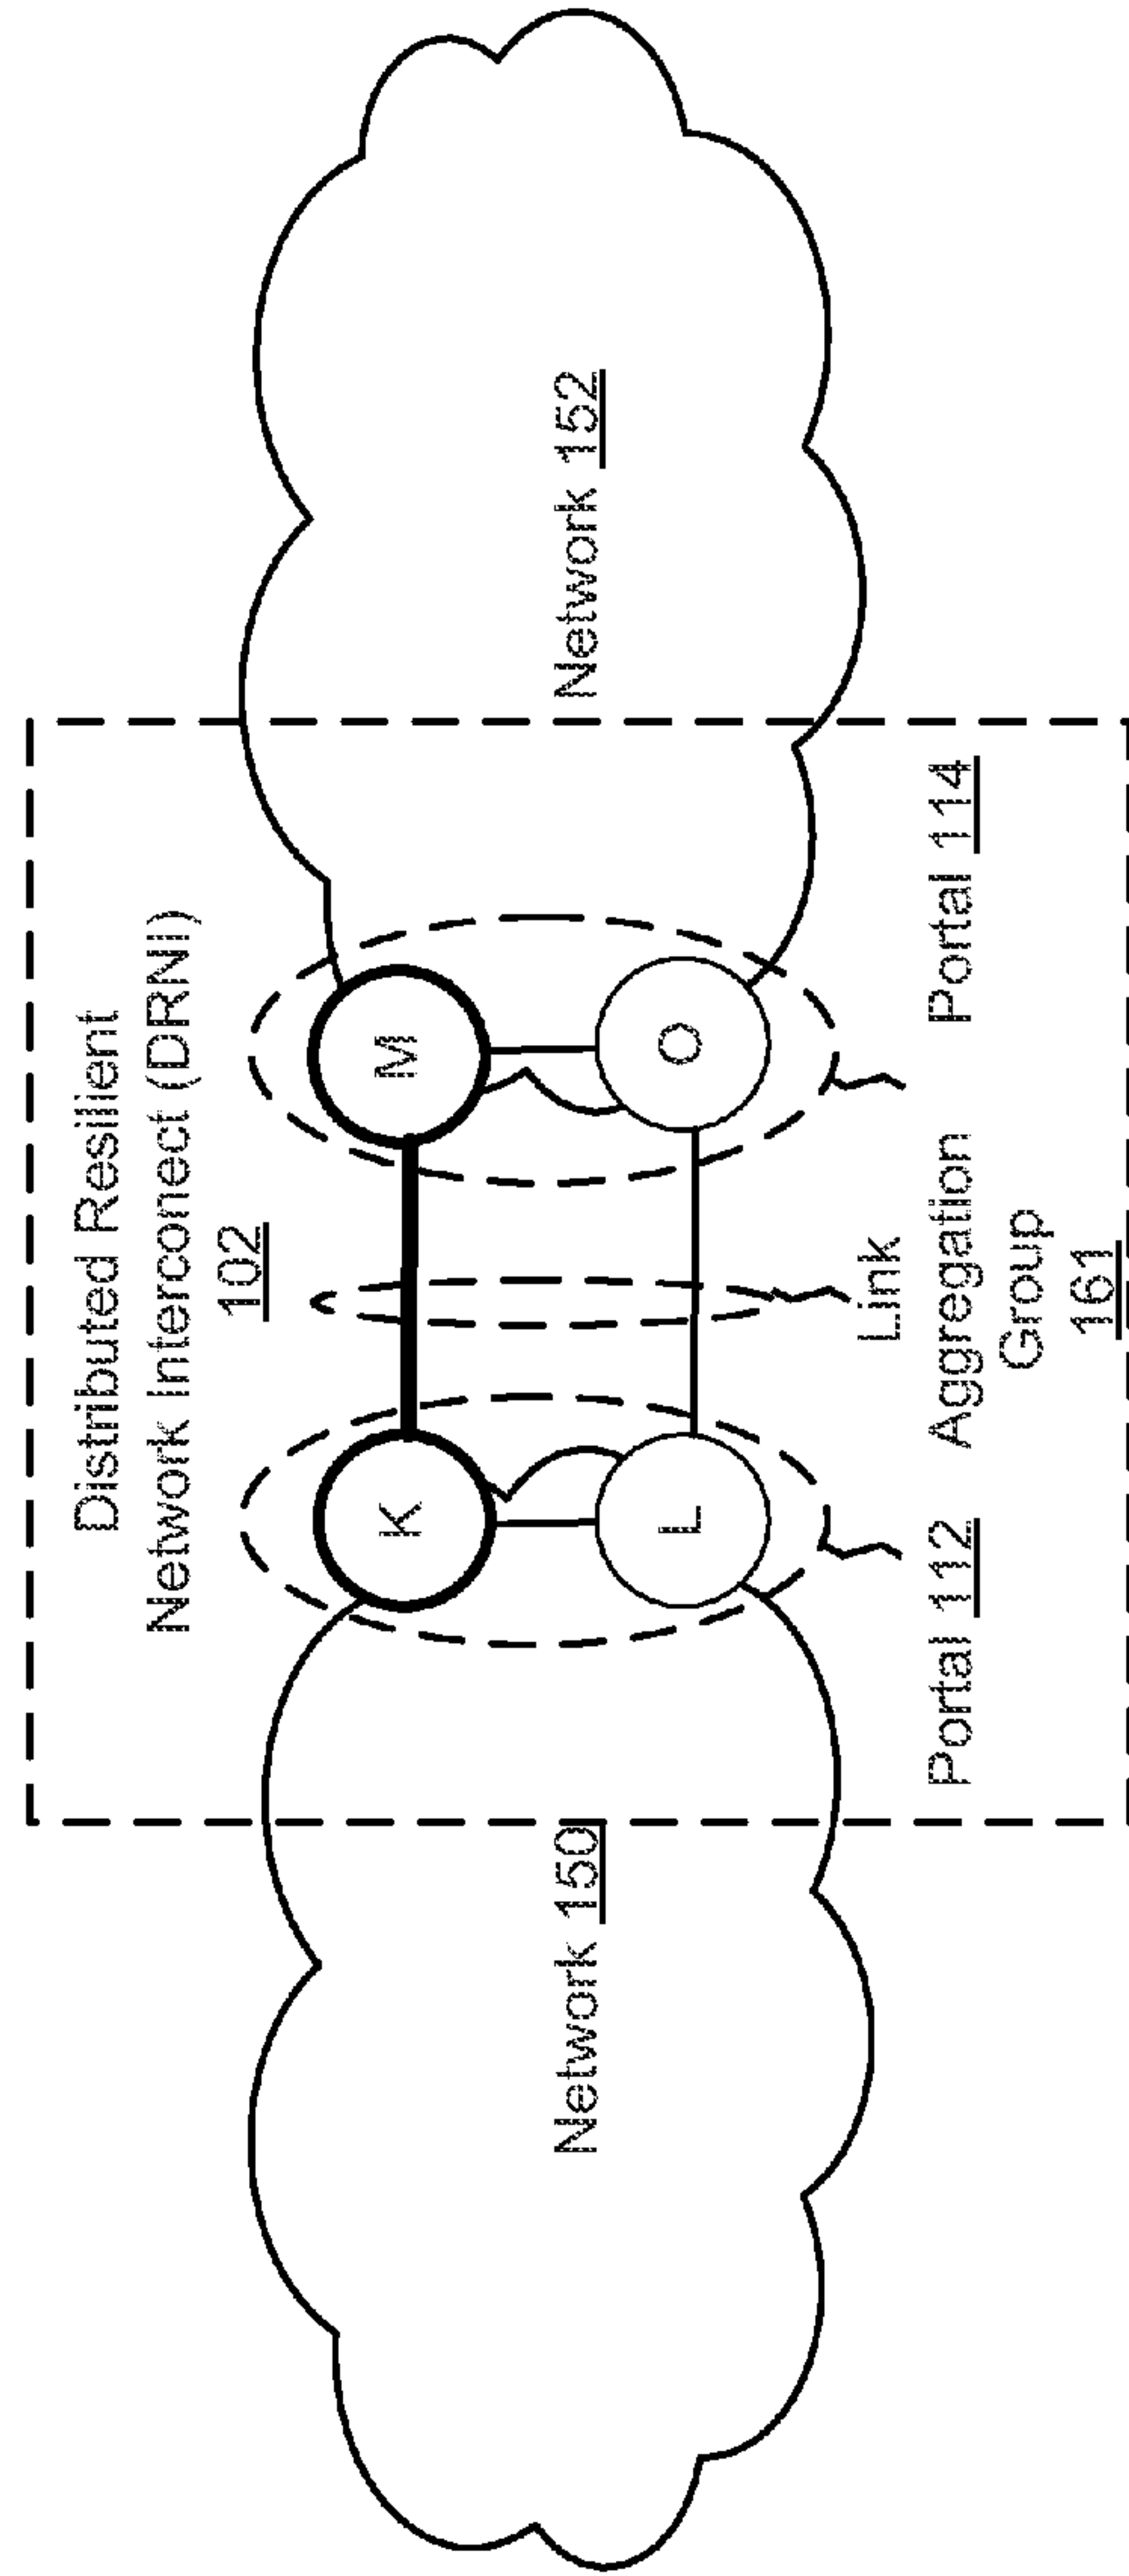 Distributed Resilient
Network Interconect (DRNI)
102
K
M
Network 150
Network 152
L
O
Link
Portal 112
Aggregation
Portal 114
Group
161